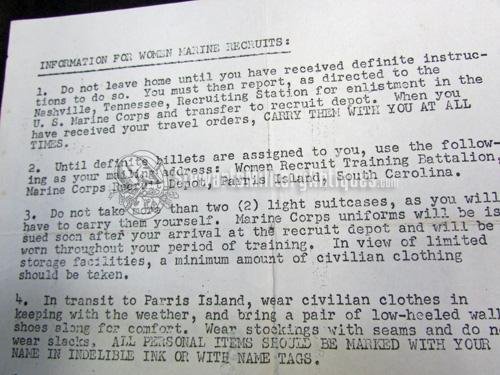 INFORMATION FOR WOMEN MARINE RECRUITS:
1. Do not leave home until you have received definite instruc-
tions to do so. You must then report, as directed to the
Nashville, Tennessee, Recruiting Station for enlistment in the
U. S. Marine Corps and transfer to recruit depot. When you
have received your travel orders, CARRY THEM WITH YOU AT ALL
TIMES.
2. Until definite billets are assigned to you, use the follow-
ing as your address: Women Recruit Training Battalion,
Marine Corps Depot, Parris Island, South Carolina.
3. Do not take than two (2) light suitcases, as you will
have to carry them yourself. Marine Corps uniforms will be is
sued soon after your arrival at the recruit depot and will be
worn throughout your period of training. In view of limited
storage facilities, a minimum amount of civilian clothing
should be taken.
4. In transit to Parris Island, wear civilian clothes in
keeping with the weather, and bring a pair of low-heeled walk
shoes along for comfort. Wear stockings with seams and do no
wear slacks. ALL PERSONAL ITEMS SHOULD BE MARKED WITH YOUR
NAME IN INDELIBLE INK OR WITH NAME TAGS.